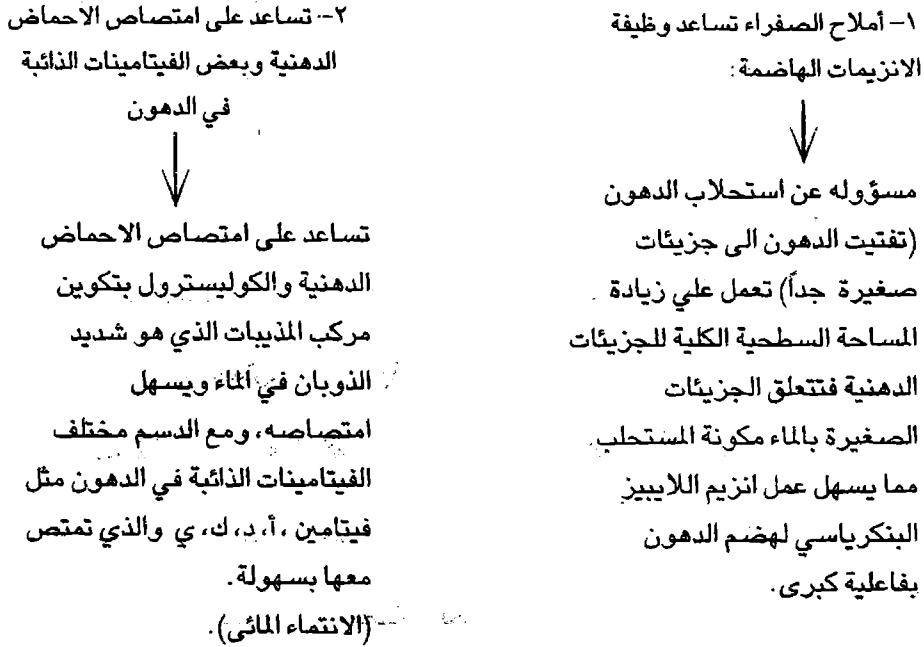 ١- أملاح الصفراء تساعد وظيفة
الانزيمات الهاضمة:
مسؤوله عن استحلاب الدهون
(تفتيت الدهون الى جزيئات
صغيرة جداً) تعمل علي زيادة
المساحة السطحية الكلية للجزيئات
الدهنية فتتعلق الجزيئات
الصغيرة بالماء مكونة المستحلب
مما يسهل عمل انزيم اللايبيز
البنكرياسي لهضم الدهون
بفاعلية كبرى.
٢- تساعد على امتصاص الاحماض
الدهنية وبعض الفيتامينات الذائبة
في الدهون
تساعد على امتصاص الاحماض
الدهنية والكوليسترول بتكوين
مركب المذيبات الذي هو شديد
الذوبان في الماء ويسهل
امتصاصه، ومع الدسم مختلف
الفيتامينات الذائبة في الدهون مثل
فيتامين ،أ، د، ك، ي والذي تمتص
معها بسهولة.
(الانتماء المائى).